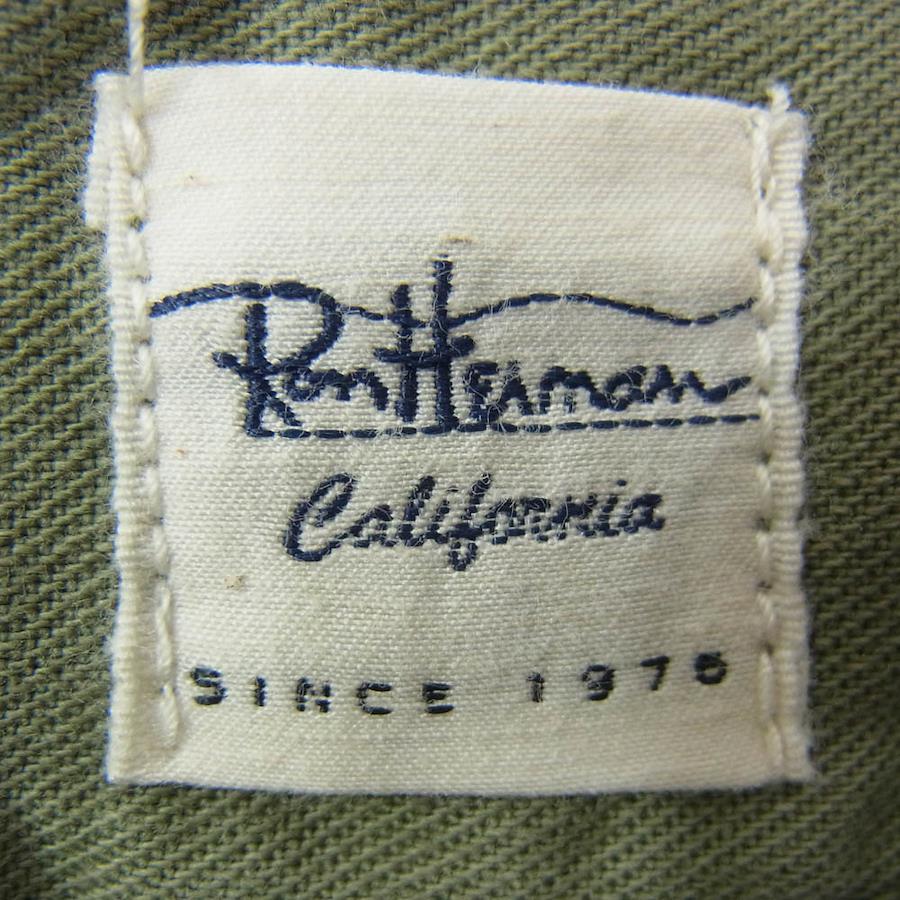 Ron Herman
California
SINCE 1976